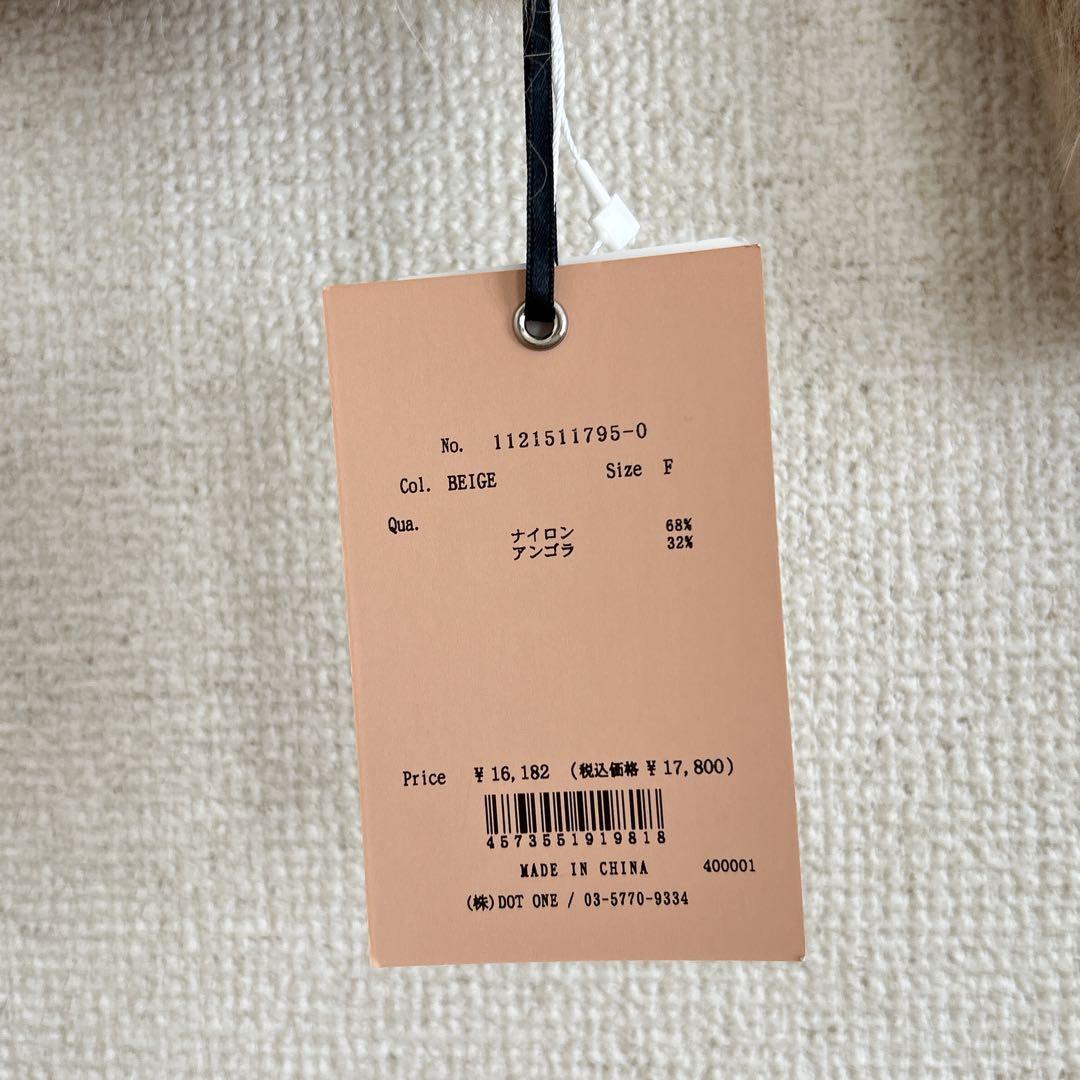 No. 1121511795-0
Col. BEIGE Size F
Qua. ナイロン 68%
アンゴラ 32%
Price ¥16,182 (税込価格¥17,800)
4573551919818
MADE IN CHINA 400001
(株)DOT ONE / 03-5770-9334